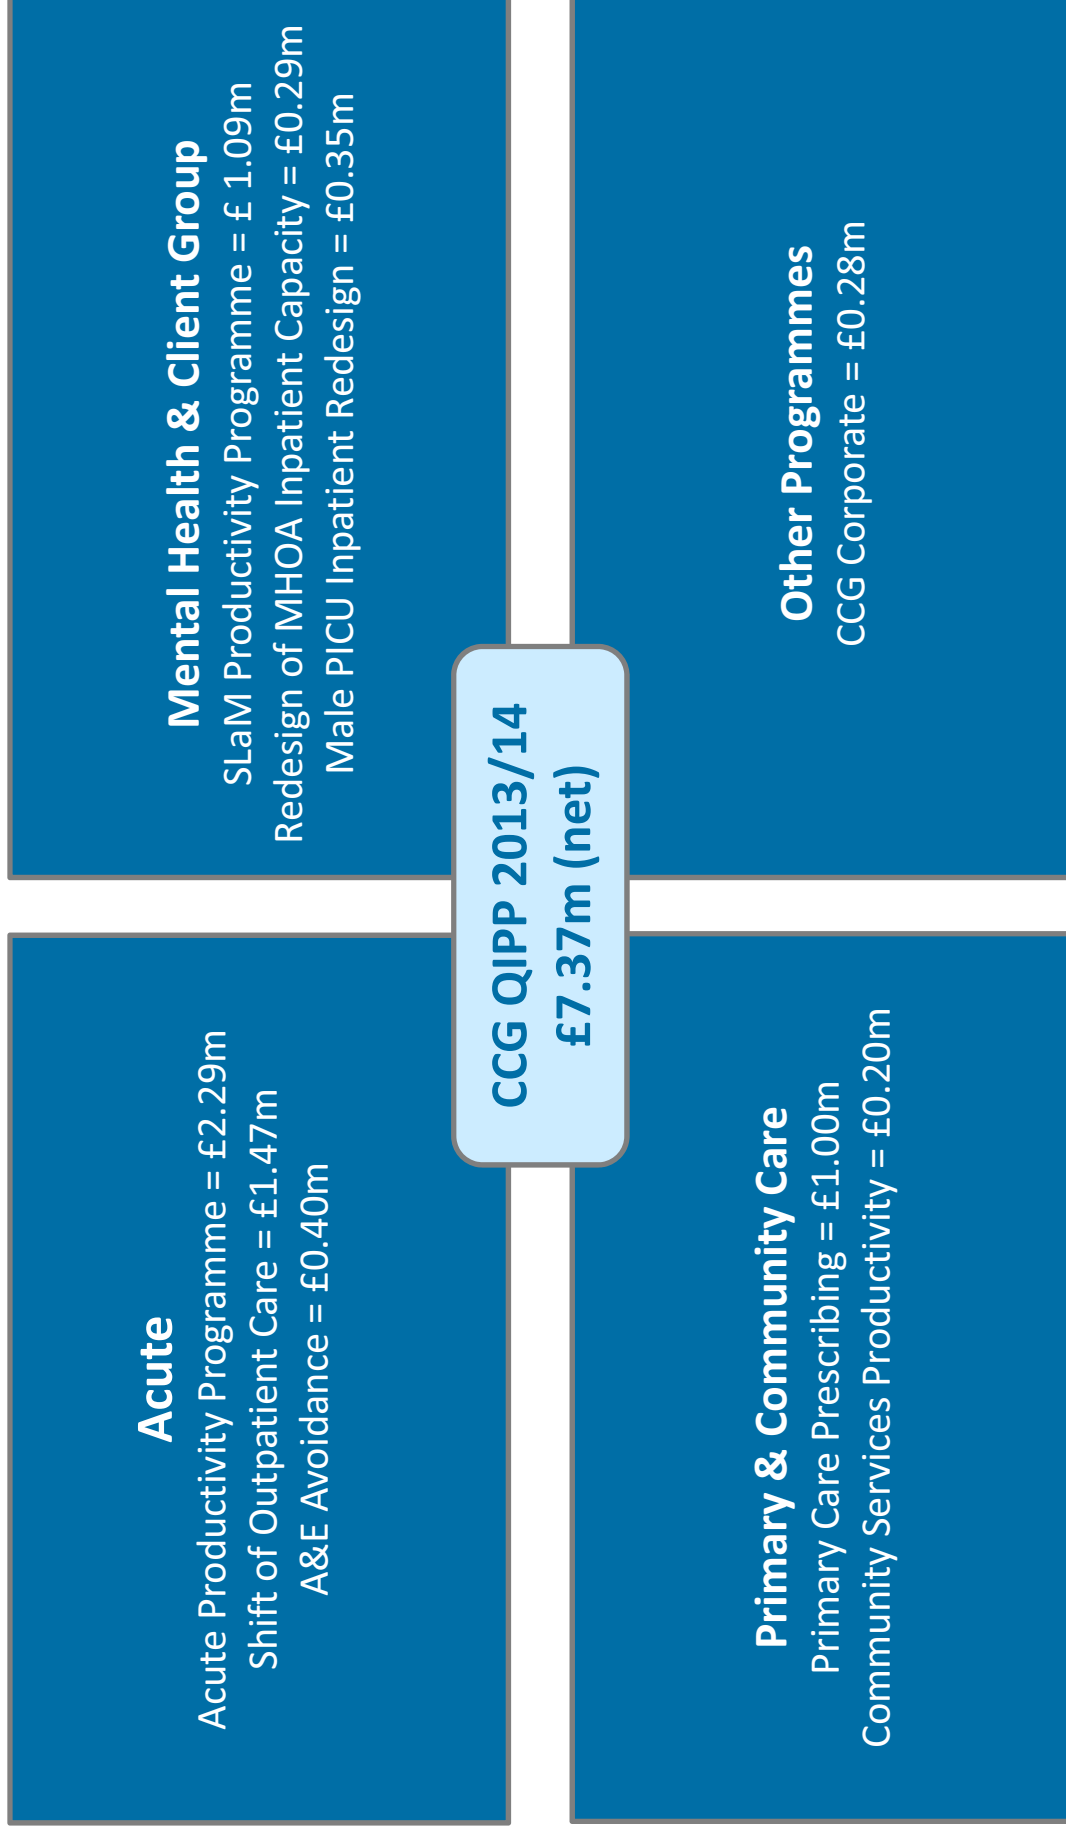 Acute
Acute Productivity Programme = £2.29m
Shift of Outpatient Care = £1.47m
A&E Avoidance = £0.40m
Mental Health & Client Group
SLaM Productivity Programme = £ 1.09m
Redesign of MHOA Inpatient Capacity = £0.29m
Male PICU Inpatient Redesign = £0.35m
CCG QIPP 2013/14
£7.37m (net)
Primary & Community Care
Primary Care Prescribing = £1.00m
Community Services Productivity = £0.20m
Other Programmes
CCG Corporate = £0.28m